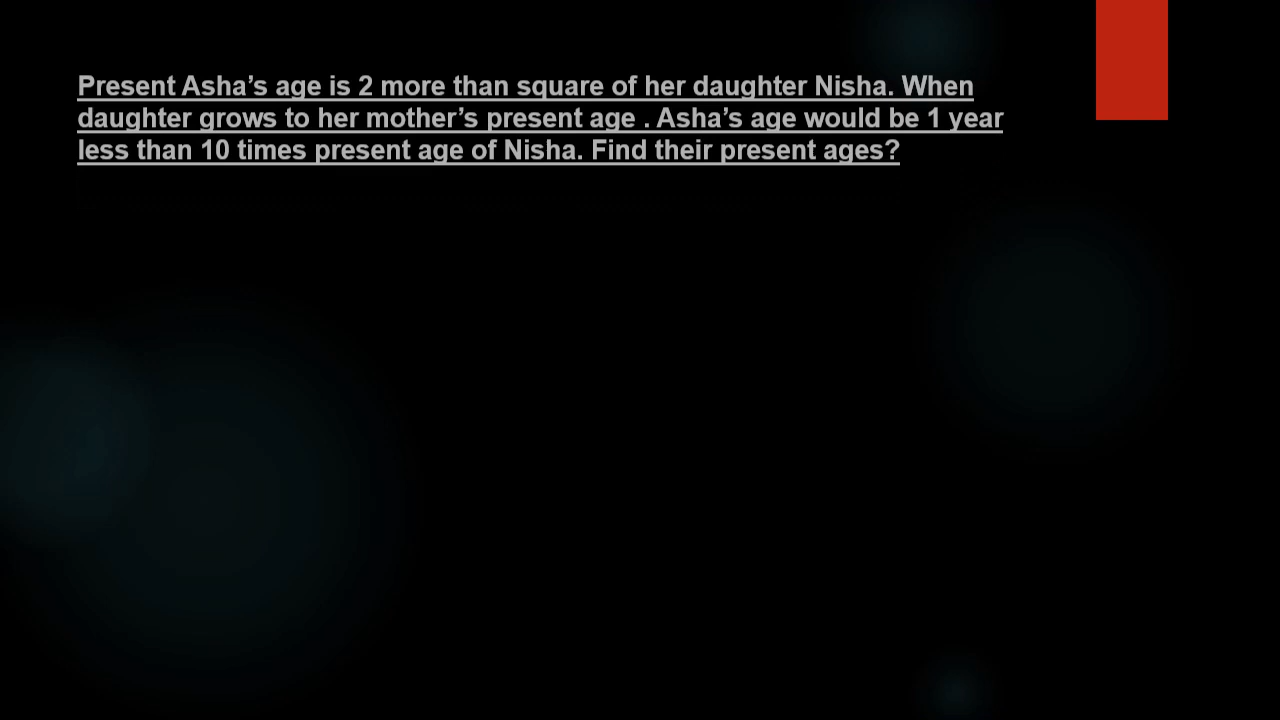 Present Asha’s age is 2 more than square of her daughter Nisha. When
daughter grows to her mother’s present age . Asha’s age would be 1 year
less than 10 times present age of Nisha. Find their present ages?